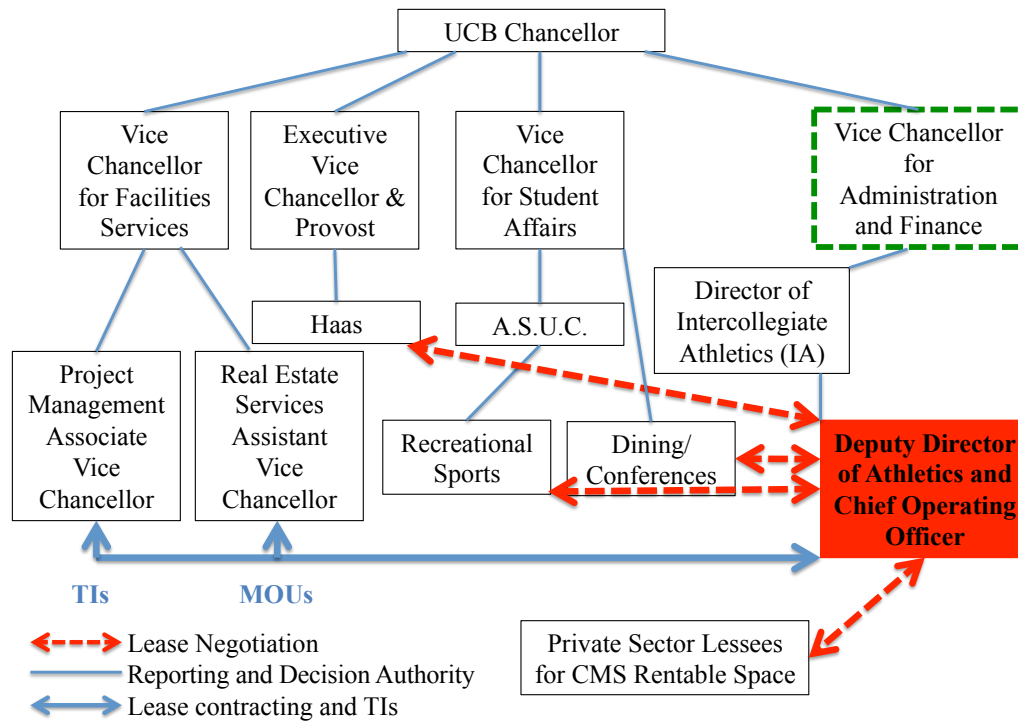 UCB Chancellor
Vice
Chancellor
for Facilities
Services
Executive
Vice
Chancellor &
Provost
Vice
Chancellor
for Student
Affairs
Vice Chancellor
for
Administration
and Finance
Haas
A.S.U.C.
Director of
Intercollegiate
Athletics (IA)
Project
Management
Associate
Vice
Chancellor
Real Estate
Services
Assistant
Vice
Chancellor
Recreational
Sports
Dining/
Conferences
Deputy Director
of Athletics and
Chief Operating
Officer
TIs
MOUs
Lease Negotiation
Reporting and Decision Authority
Lease contracting and TIs
Private Sector Lessees
for CMS Rentable Space